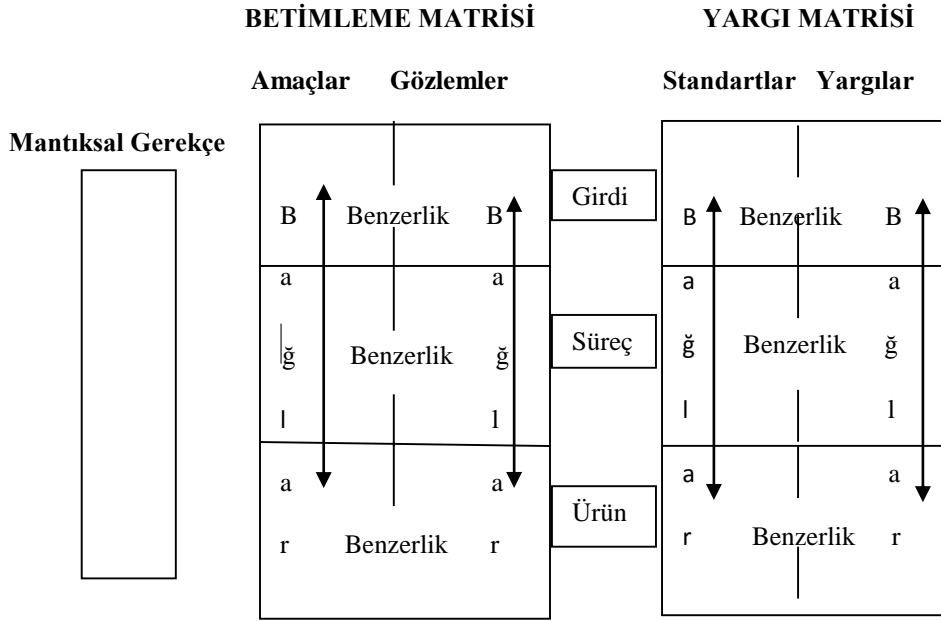 BETİMLEME MATRİSİ YARGI MATRİSİ
Amaçlar Gözlemler Standartlar Yargılar
Mantıksal Gerekçe
Girdi
B Benzerlik B B Benzerlik B
a a a a
Süreç
ğ Benzerlik ğ ğ Benzerlik ğ
l l l l
a a a a
Ürün
r Benzerlik r r Benzerlik r